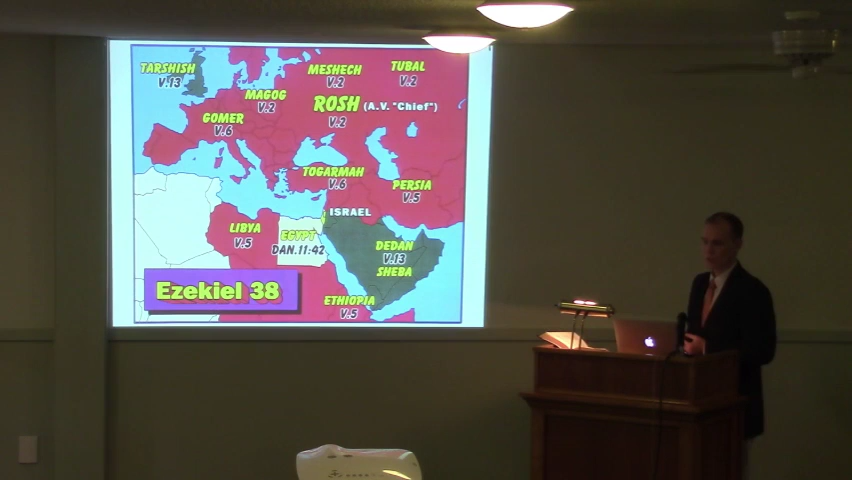 TARSHISH
V.13
MESHECH
V.2
TUBAL
V.2
MAGOG
V.2
ROSH (A.V. "Chief")
V.2
GOMER
V.6
TOGARMAH
V.6
PERSIA
V.5
ISRAEL
LIBYA
V.5
EGYPT
DAN.11:42
DEDAN
V.13
SHEBA
Ezekiel 38
ETHIOPIA
V.5